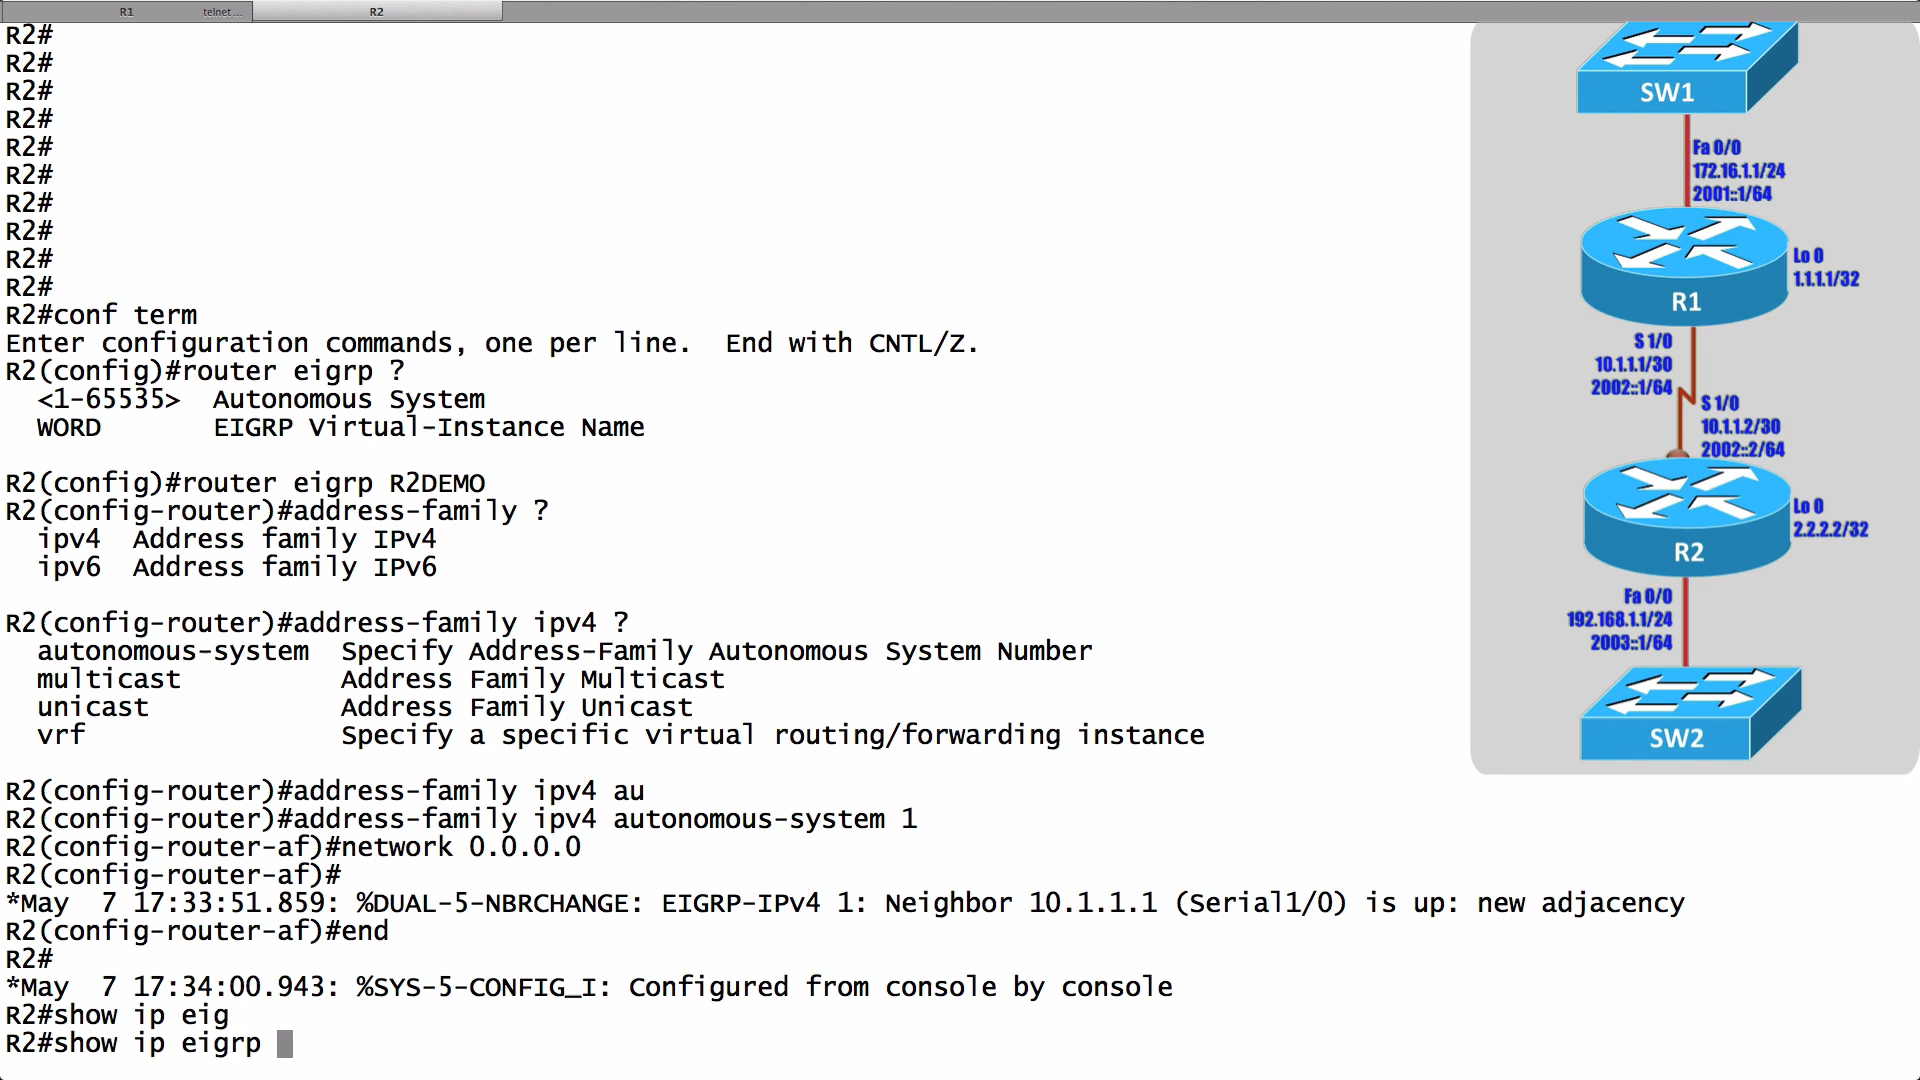 R1 telnet ... R2
R2#
R2#
R2#
R2#
R2#
R2#
R2#
R2#
R2#
R2#
R2#conf term
Enter configuration commands, one per line.  End with CNTL/Z.
R2(config)#router eigrp ?
  <1-65535>  Autonomous System
  WORD       EIGRP Virtual-Instance Name
R2(config)#router eigrp R2DEMO
R2(config-router)#address-family ?
  ipv4  Address family IPv4
  ipv6  Address family IPv6
R2(config-router)#address-family ipv4 ?
  autonomous-system  Specify Address-Family Autonomous System Number
  multicast          Address Family Multicast
  unicast            Address Family Unicast
  vrf                Specify a specific virtual routing/forwarding instance
R2(config-router)#address-family ipv4 au
R2(config-router)#address-family ipv4 autonomous-system 1
R2(config-router-af)#network 0.0.0.0
R2(config-router-af)#
*May  7 17:33:51.859: %DUAL-5-NBRCHANGE: EIGRP-IPv4 1: Neighbor 10.1.1.1 (Serial1/0) is up: new adjacency
R2(config-router-af)#end
R2#
*May  7 17:34:00.943: %SYS-5-CONFIG_I: Configured from console by console
R2#show ip eig
R2#show ip eigrp
SW1
Fa 0/0
172.16.1.1/24
2001::1/64
Lo 0
1.1.1.1/32
R1
S 1/0
10.1.1.1/30
2002::1/64
S 1/0
10.1.1.2/30
2002::2/64
Lo 0
2.2.2.2/32
R2
Fa 0/0
192.168.1.1/24
2003::1/64
SW2